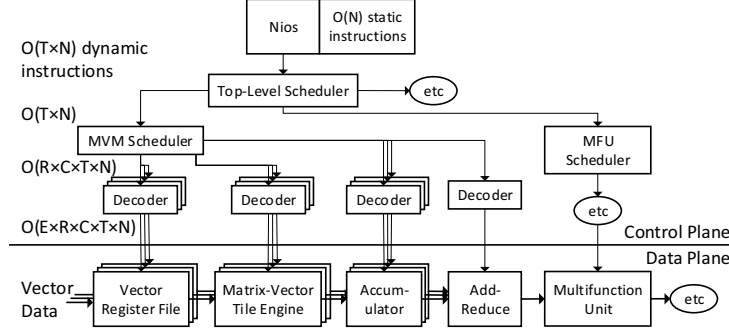 Nios
O(N) static
instructions
O(T×N) dynamic
instructions
Top-Level Scheduler
etc
O(T×N)
MVM Scheduler
MFU
Scheduler
O(R×C×T×N)
Decoder
Decoder
Decoder
Decoder
etc
O(E×R×C×T×N)
Control Plane
Data Plane
Vector
Data
Vector
Register File
Matrix-Vector
Tile Engine
Accum-
ulator
Add-
Reduce
Multifunction
Unit
etc